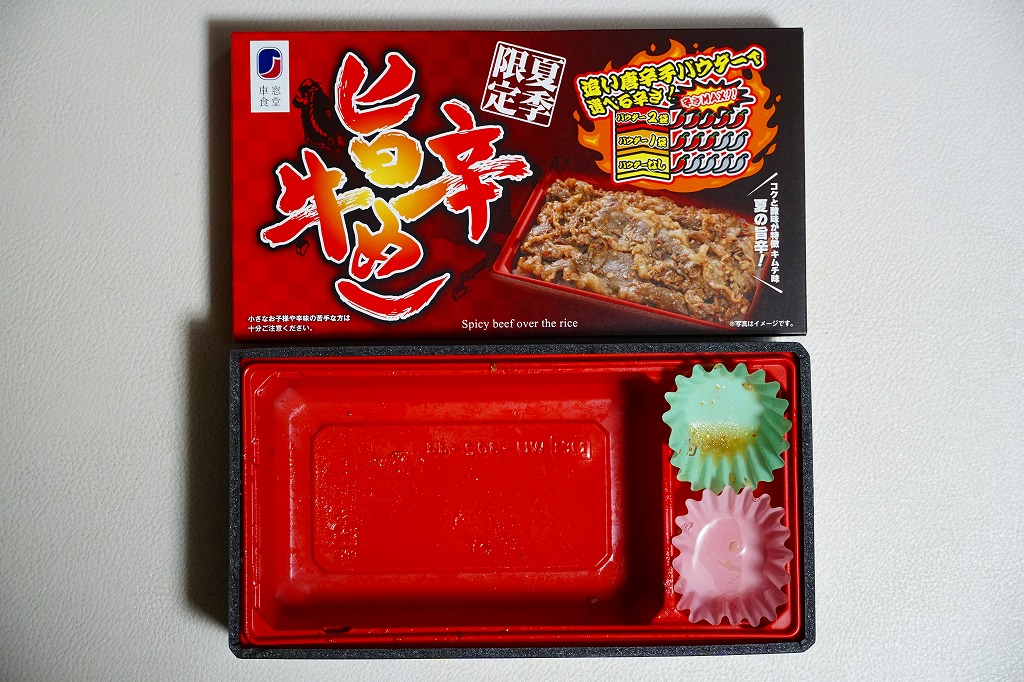 車窓
食堂
旨辛
牛めし
夏季
限定
追い唐辛子パウダーで
選べる辛さ!
辛さMAX!!
パウダー2袋
パウダー1袋
パウダーなし
コクと酸味が特徴 キムチ味
夏の旨辛!
小さなお子様や辛味の苦手な方は
十分ご注意ください。
Spicy beef over the rice
※写真はイメージです。